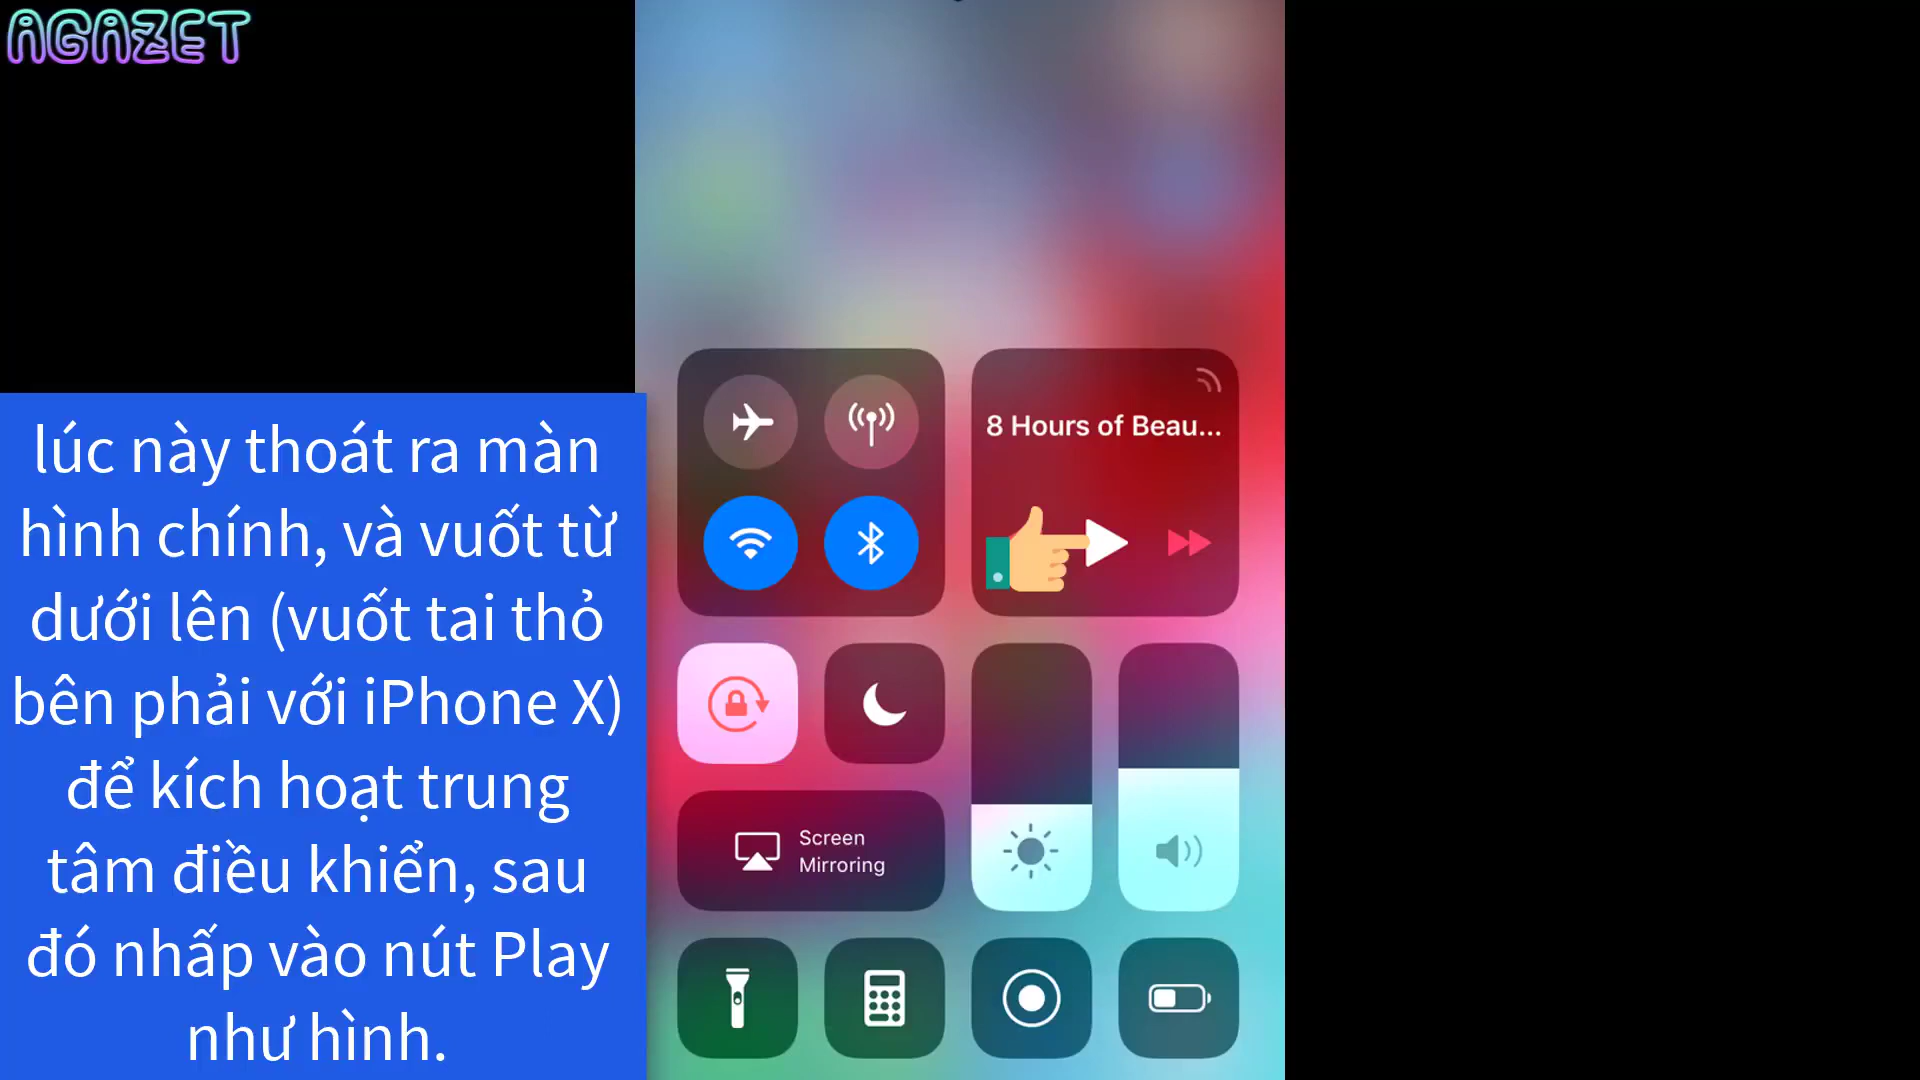 AGAZET
8 Hours of Beau...
lúc này thoát ra màn
hình chính, và vuốt từ
dưới lên (vuốt tai thỏ
bên phải với iPhone X)
để kích hoạt trung
tâm điều khiển, sau
đó nhấp vào nút Play
như hình.
Screen
Mirroring